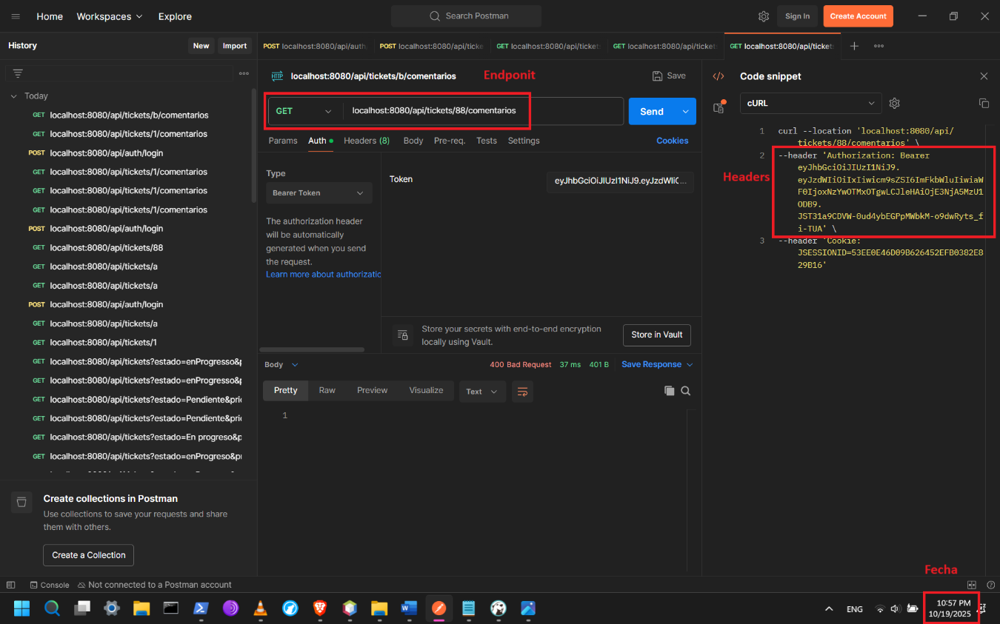 Home Workspaces Explore
Search Postman
Sign In Create Account
History New Import
POST localhost:8080/api/auth POST localhost:8080/api/ticke GET localhost:8080/api/ticket GET localhost:8080/api/ticket GET localhost:8080/api/ticket
Today
GET localhost:8080/api/tickets/b/comentarios
GET localhost:8080/api/tickets/1/comentarios
POST localhost:8080/api/auth/login
GET localhost:8080/api/tickets/1/comentarios
GET localhost:8080/api/tickets/1/comentarios
GET localhost:8080/api/tickets/1/comentarios
POST localhost:8080/api/auth/login
GET localhost:8080/api/tickets/88
GET localhost:8080/api/tickets/a
GET localhost:8080/api/tickets/a
POST localhost:8080/api/auth/login
GET localhost:8080/api/tickets/a
GET localhost:8080/api/tickets/1
GET localhost:8080/api/tickets?estado=enProgresso&p
GET localhost:8080/api/tickets?estado=enProgresso&p
GET localhost:8080/api/tickets?estado=Pendiente&pri
GET localhost:8080/api/tickets?estado=Pendiente&pri
GET localhost:8080/api/tickets?estado=En progreso&p
GET localhost:8080/api/tickets?estado=enProgreso&pr
Create collections in Postman
Use collections to save your requests and share
them with others.
Create a Collection
HTTP localhost:8080/api/tickets/b/comentarios Endponit Save
GET localhost:8080/api/tickets/88/comentarios Send
Params Auth Headers (8) Body Pre-req. Tests Settings Cookies
Type
Bearer Token
The authorization header
will be automatically
generated when you send
the request.
Learn more about authorizatic
Token eyJhbGciOiJIUzI1NiJ9.eyJzdWIiC...
Store your secrets with end-to-end encryption
locally using Vault.
Store in Vault
Body 400 Bad Request 37 ms 401 B Save Response
Pretty Raw Preview Visualize Text
1
Code snippet
cURL
1 curl --location 'localhost:8080/api/
tickets/88/comentarios' \
2 --header 'Authorization: Bearer
Headers
eyJhbGciOiJIUzI1NiJ9.
eyJzdWIiOiIxIiwicm9sZSI6ImFkbWluIiwiaW
F0IjoxNzYwOTMxOTgwLCJleHAiOjE3NjA5MzU1
ODB9.
JST31a9CDVW-0ud4ybEGPpMWbkM-o9dwRyts_f
i-TUA' \
3 --header 'Cookie:
JSESSIONID=53EE0E46D09B626452EFB0382E8
29B16'
Fecha
Console Not connected to a Postman account
ENG 10:57 PM
10/19/2025